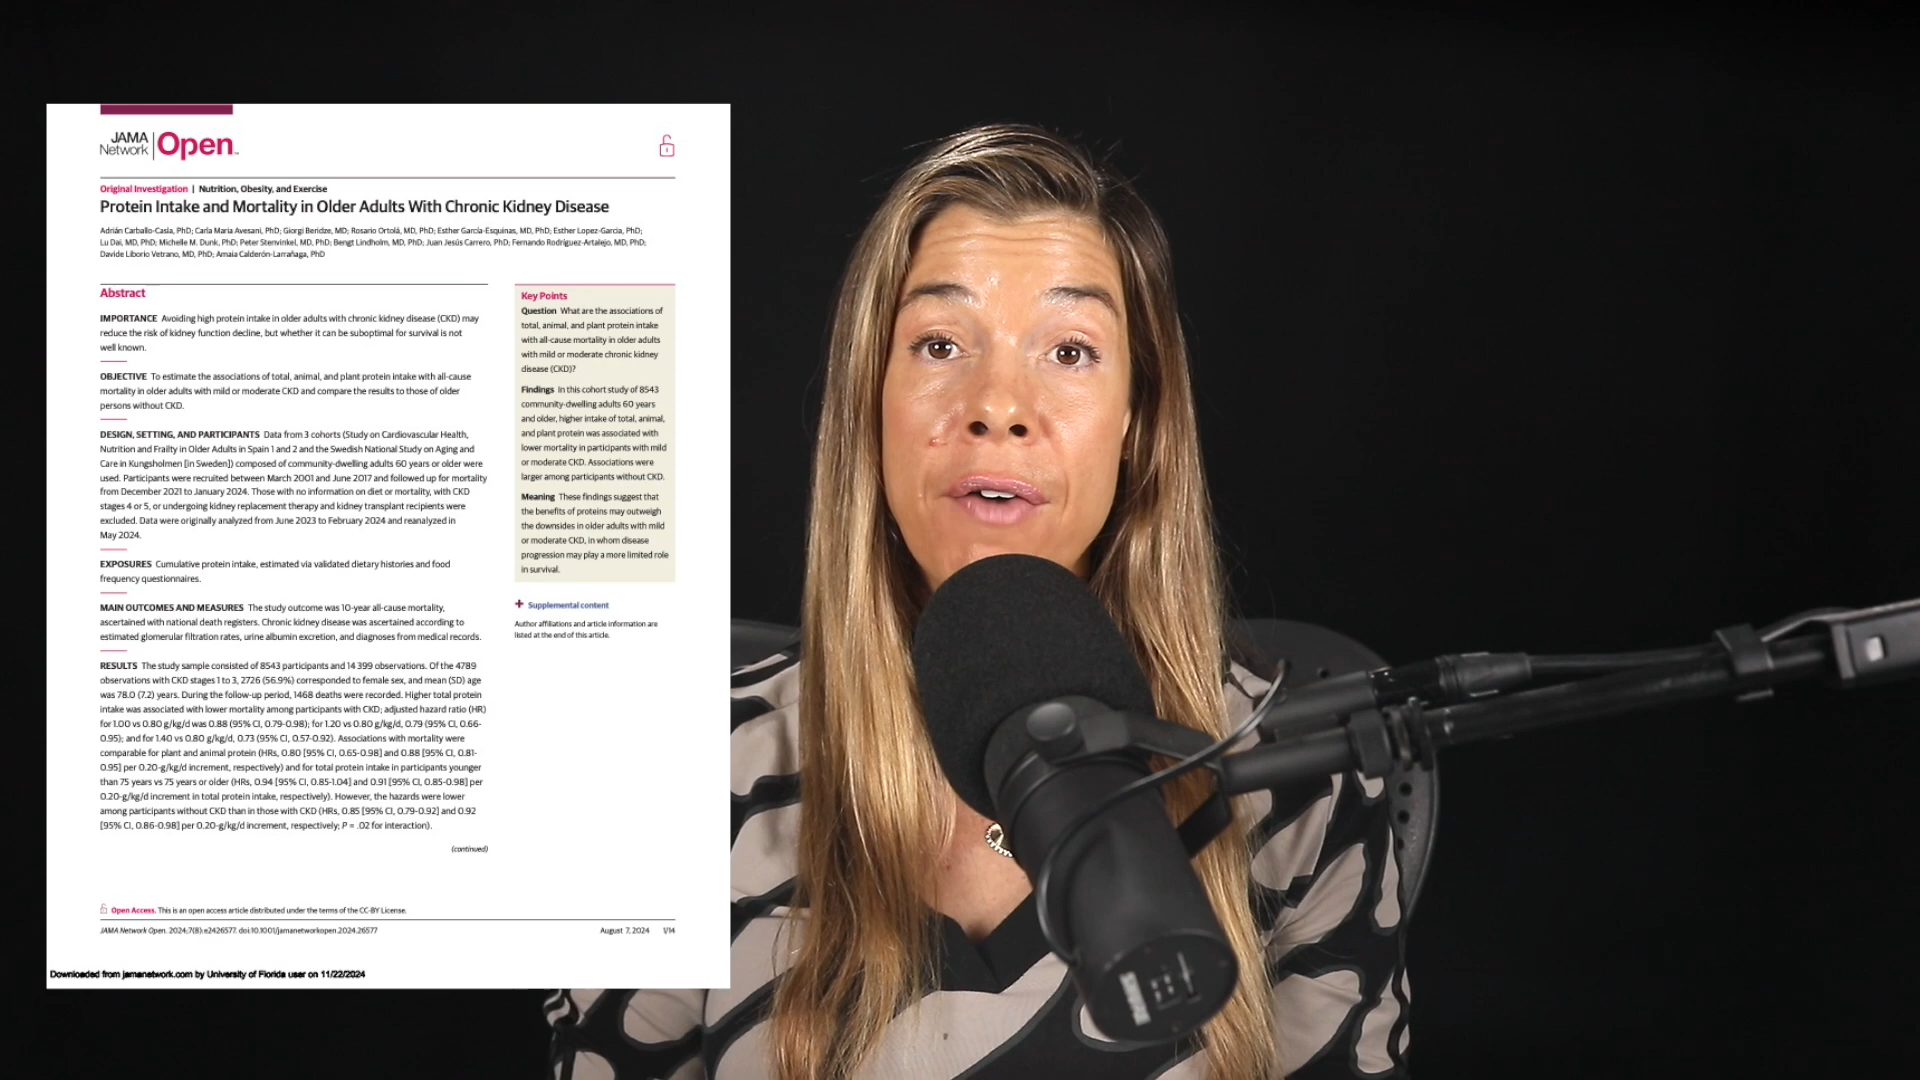 JAMA
Network | Open™
Original Investigation | Nutrition, Obesity, and Exercise
Protein Intake and Mortality in Older Adults With Chronic Kidney Disease
Adrián Carballo-Casla, PhD; Carla Maria Avesani, PhD; Giorgi Beridze, MD; Rosario Ortolá, MD, PhD; Esther García-Esquinas, MD, PhD; Esther Lopez-Garcia, PhD;
Lu Dai, MD, PhD; Michelle M. Dunk, PhD; Peter Stenvinkel, MD, PhD; Bengt Lindholm, MD, PhD; Juan Jesús Carrero, PhD; Fernando Rodríguez-Artalejo, MD, PhD;
Davide Liborio Vetrano, MD, PhD; Amaia Calderón-Larrañaga, PhD
Abstract
IMPORTANCE Avoiding high protein intake in older adults with chronic kidney disease (CKD) may
reduce the risk of kidney function decline, but whether it can be suboptimal for survival is not
well known.
OBJECTIVE To estimate the associations of total, animal, and plant protein intake with all-cause
mortality in older adults with mild or moderate CKD and compare the results to those of older
persons without CKD.
DESIGN, SETTING, AND PARTICIPANTS Data from 3 cohorts (Study on Cardiovascular Health,
Nutrition and Frailty in Older Adults in Spain 1 and 2 and the Swedish National Study on Aging and
Care in Kungsholmen [in Sweden]) composed of community-dwelling adults 60 years or older were
used. Participants were recruited between March 2001 and June 2017 and followed up for mortality
from December 2021 to January 2024. Those with no information on diet or mortality, with CKD
stages 4 or 5, or undergoing kidney replacement therapy and kidney transplant recipients were
excluded. Data were originally analyzed from June 2023 to February 2024 and reanalyzed in
May 2024.
EXPOSURES Cumulative protein intake, estimated via validated dietary histories and food
frequency questionnaires.
MAIN OUTCOMES AND MEASURES The study outcome was 10-year all-cause mortality,
ascertained with national death registers. Chronic kidney disease was ascertained according to
estimated glomerular filtration rates, urine albumin excretion, and diagnoses from medical records.
RESULTS The study sample consisted of 8543 participants and 14 399 observations. Of the 4789
observations with CKD stages 1 to 3, 2726 (56.9%) corresponded to female sex, and mean (SD) age
was 78.0 (7.2) years. During the follow-up period, 1468 deaths were recorded. Higher total protein
intake was associated with lower mortality among participants with CKD; adjusted hazard ratio (HR)
for 1.00 vs 0.80 g/kg/d was 0.88 (95% CI, 0.79-0.98); for 1.20 vs 0.80 g/kg/d, 0.79 (95% CI, 0.66-
0.95); and for 1.40 vs 0.80 g/kg/d, 0.73 (95% CI, 0.57-0.92). Associations with mortality were
comparable for plant and animal protein (HRs, 0.80 [95% CI, 0.65-0.98] and 0.88 [95% CI, 0.81-
0.95] per 0.20-g/kg/d increment, respectively) and for total protein intake in participants younger
than 75 years vs 75 years or older (HRs, 0.94 [95% CI, 0.85-1.04] and 0.91 [95% CI, 0.85-0.98] per
0.20-g/kg/d increment in total protein intake, respectively). However, the hazards were lower
among participants without CKD than in those with CKD (HRs, 0.85 [95% CI, 0.79-0.92] and 0.92
[95% CI, 0.86-0.98] per 0.20-g/kg/d increment, respectively; P = .02 for interaction).
(continued)
Key Points
Question What are the associations of
total, animal, and plant protein intake
with all-cause mortality in older adults
with mild or moderate chronic kidney
disease (CKD)?
Findings In this cohort study of 8543
community-dwelling adults 60 years
and older, higher intake of total, animal,
and plant protein was associated with
lower mortality in participants with mild
or moderate CKD. Associations were
larger among participants without CKD.
Meaning These findings suggest that
the benefits of proteins may outweigh
the downsides in older adults with mild
or moderate CKD, in whom disease
progression may play a more limited role
in survival.
+ Supplemental content
Author affiliations and article information are
listed at the end of this article.
Open Access. This is an open access article distributed under the terms of the CC-BY License.
JAMA Network Open. 2024;7(8):e2426577. doi:10.1001/jamanetworkopen.2024.26577
August 7, 2024 1/14
Downloaded from jamanetwork.com by University of Florida user on 11/22/2024